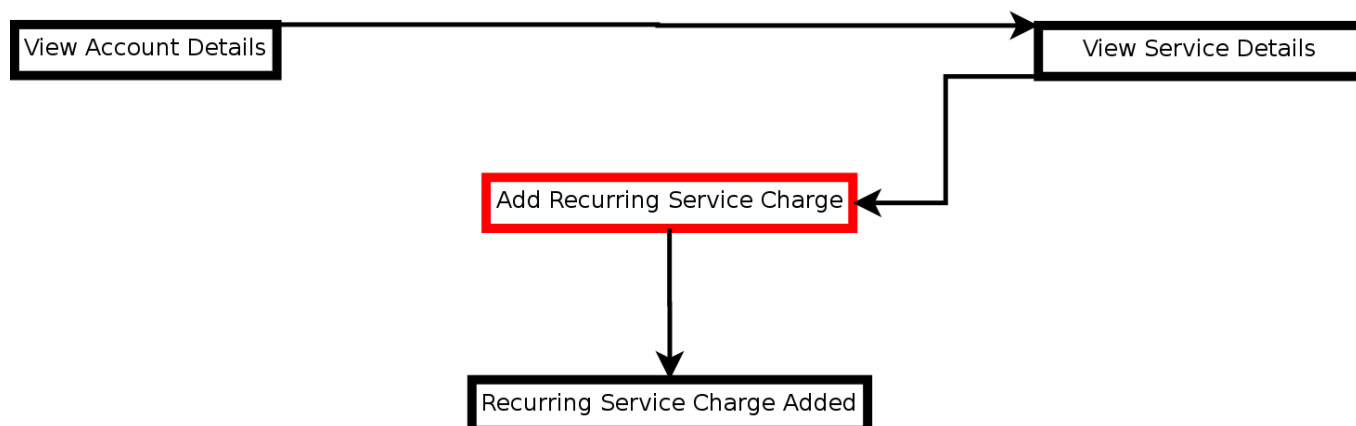 View Account Details
View Service Details
Add Recurring Service Charge
Recurring Service Charge Added